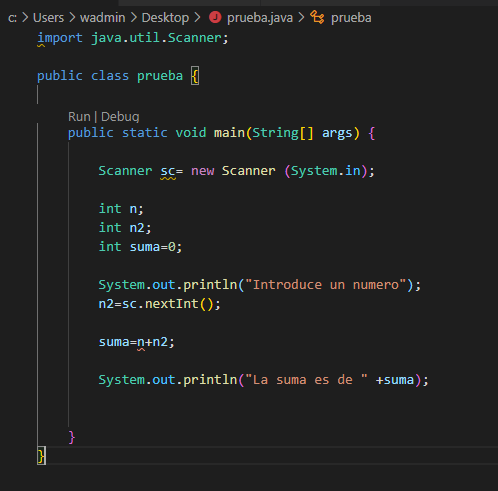 c: > Users > wadmin > Desktop > J prueba.java > prueba
import java.util.Scanner;
public class prueba {
Run | Debug
public static void main(String[] args) {
Scanner sc= new Scanner (System.in);
int n;
int n2;
int suma=0;
System.out.println("Introduce un numero");
n2=sc.nextInt();
suma=n+n2;
System.out.println("La suma es de " +suma);
}
}